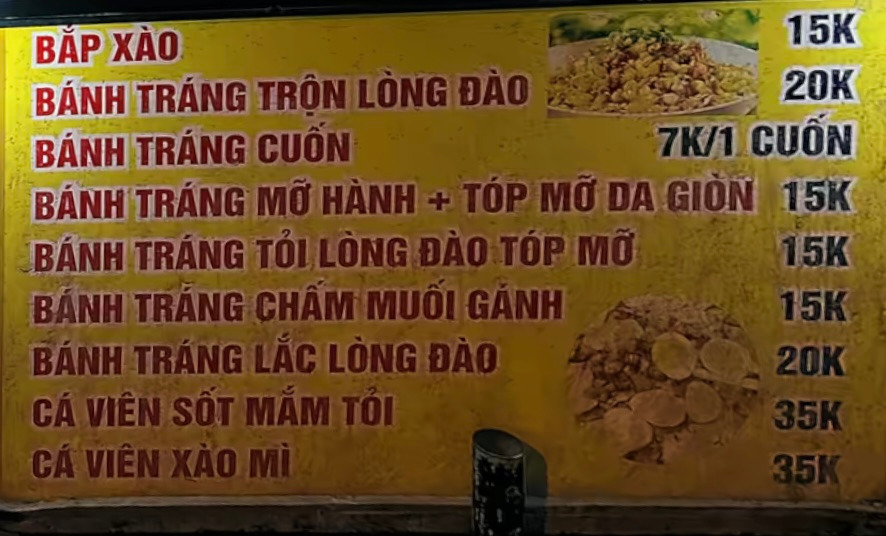 BẮP XÀO 15K
BÁNH TRÁNG TRỘN LÒNG ĐÀO 20K
BÁNH TRÁNG CUỐN 7K/1 CUỐN
BÁNH TRÁNG MỠ HÀNH + TÓP MỠ DA GIÒN 15K
BÁNH TRÁNG TỎI LÒNG ĐÀO TÓP MỠ 15K
BÁNH TRÁNG CHẤM MUỐI GÁNH 15K
BÁNH TRÁNG LẮC LÒNG ĐÀO 20K
CÁ VIÊN SỐT MẮM TỎI 35K
CÁ VIÊN XÀO MÌ 35K